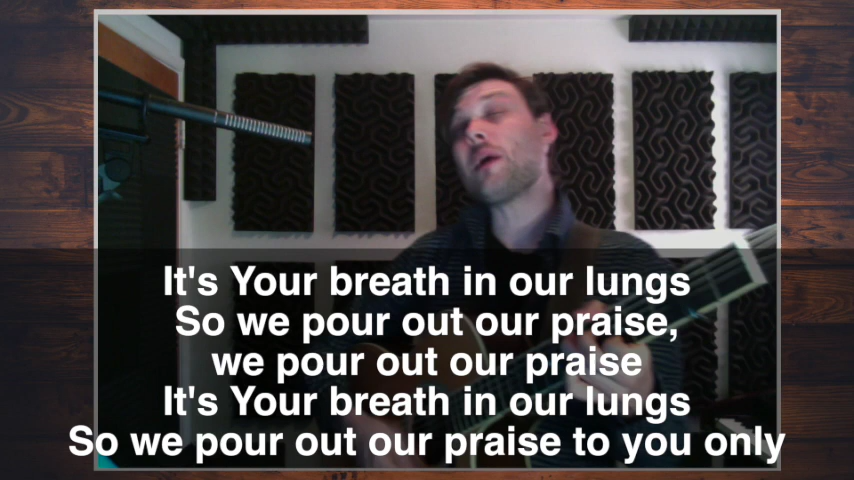 It's Your breath in our lungs
So we pour out our praise,
we pour out our praise
It's Your breath in our lungs
So we pour out our praise to you only